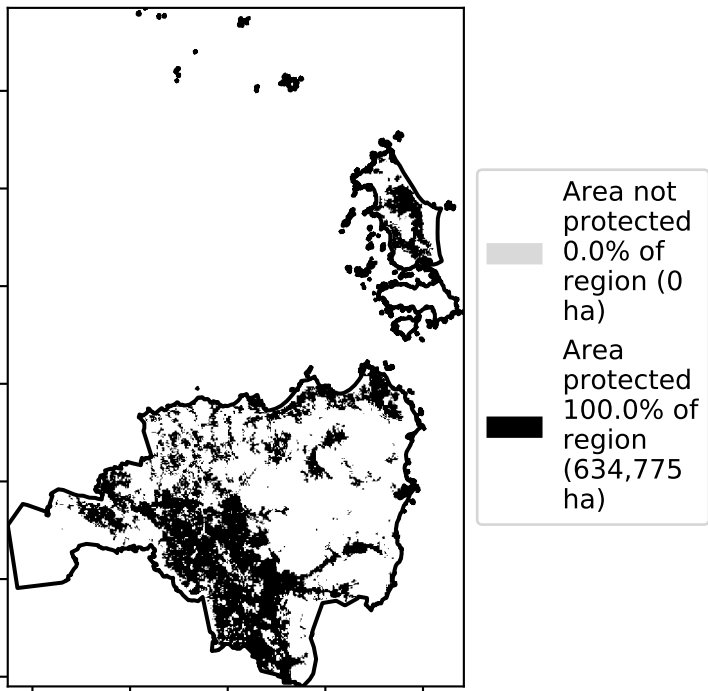 Area not
protected
0.0% of
region (0
ha)
Area
protected
100.0% of
region
(634,775
ha)